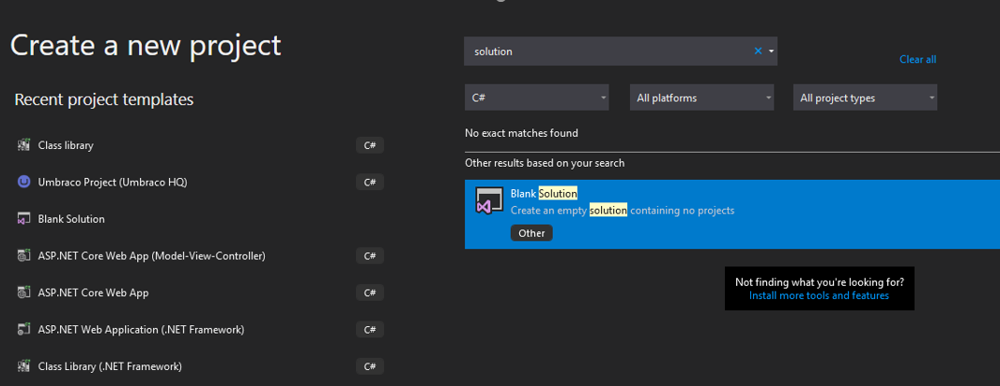 Create a new project
Recent project templates
Class library C#
Umbraco Project (Umbraco HQ) C#
Blank Solution
ASP.NET Core Web App (Model-View-Controller) C#
ASP.NET Core Web App C#
ASP.NET Web Application (.NET Framework) C#
Class Library (.NET Framework) C#
solution
Clear all
C# All platforms All project types
No exact matches found
Other results based on your search
Blank Solution
Create an empty solution containing no projects
Other
Not finding what you're looking for?
Install more tools and features